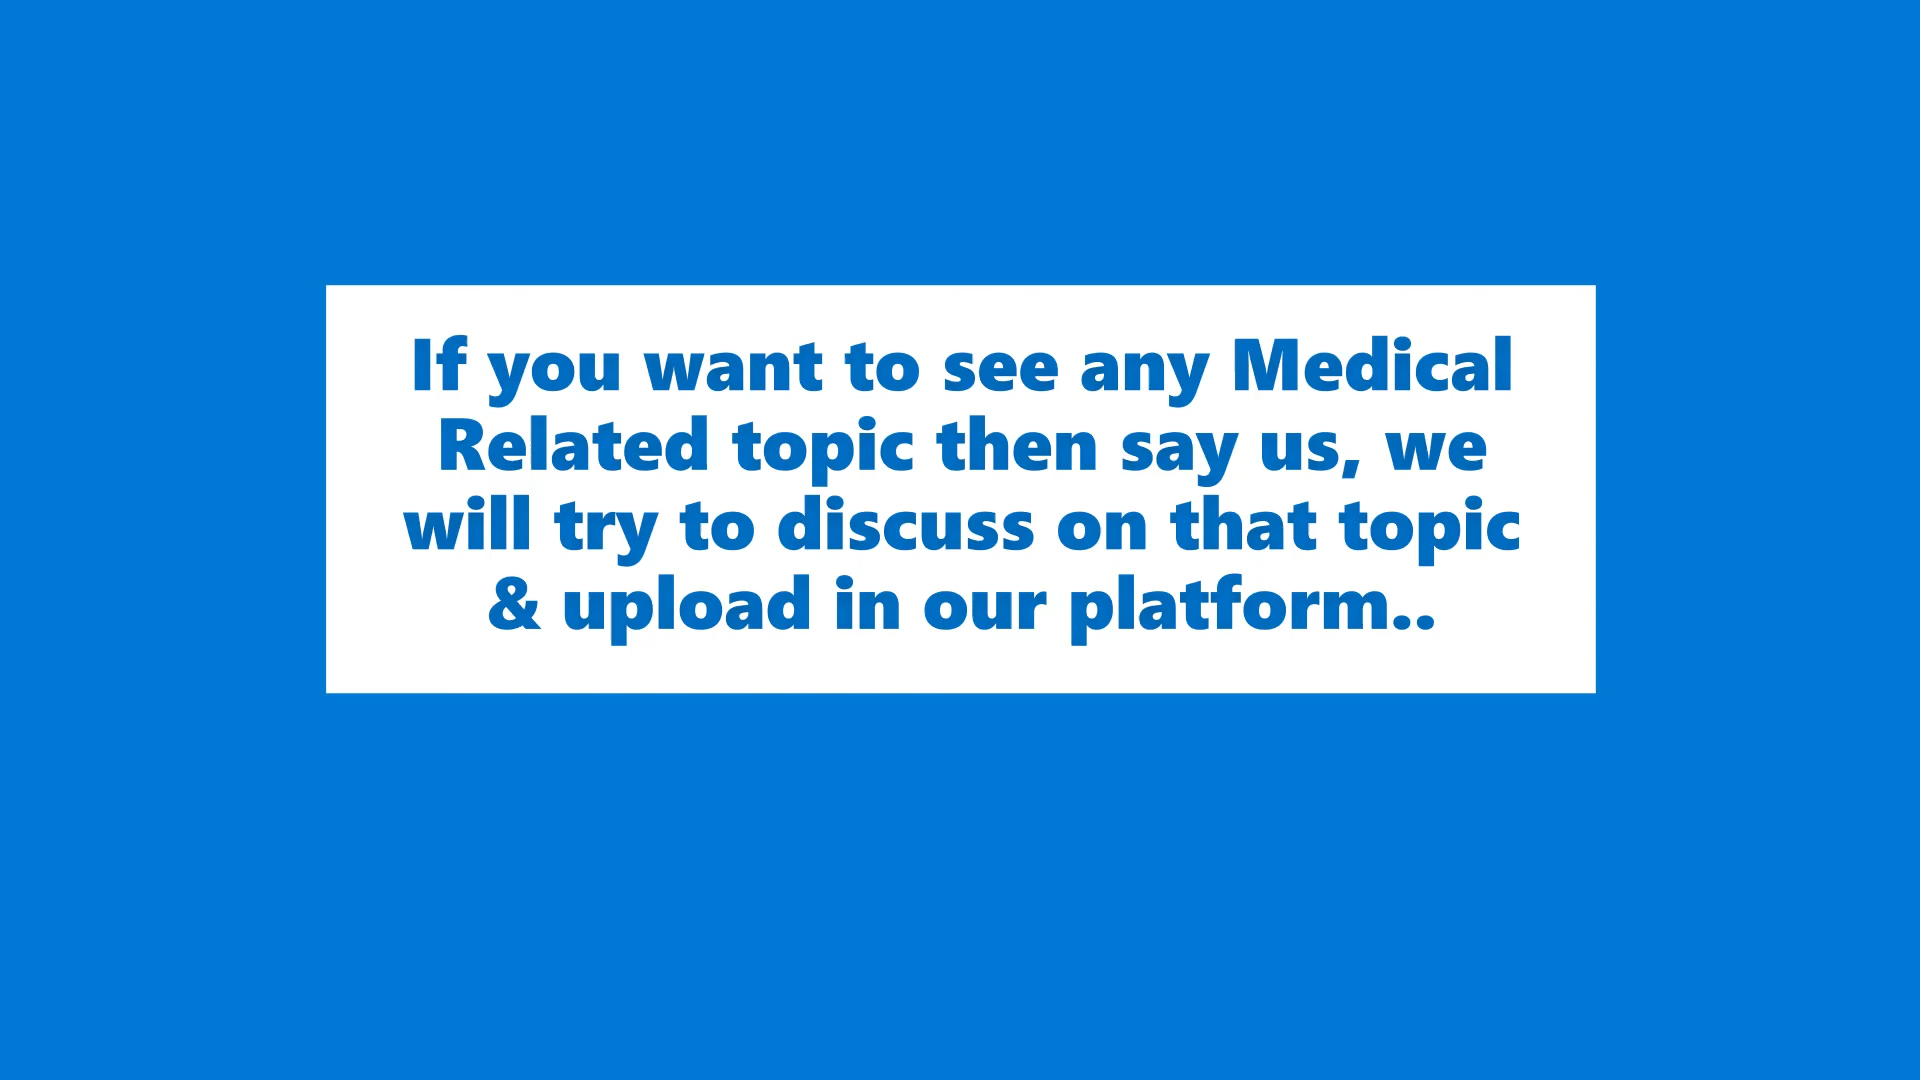 If you want to see any Medical
Related topic then say us, we
will try to discuss on that topic
& upload in our platform..